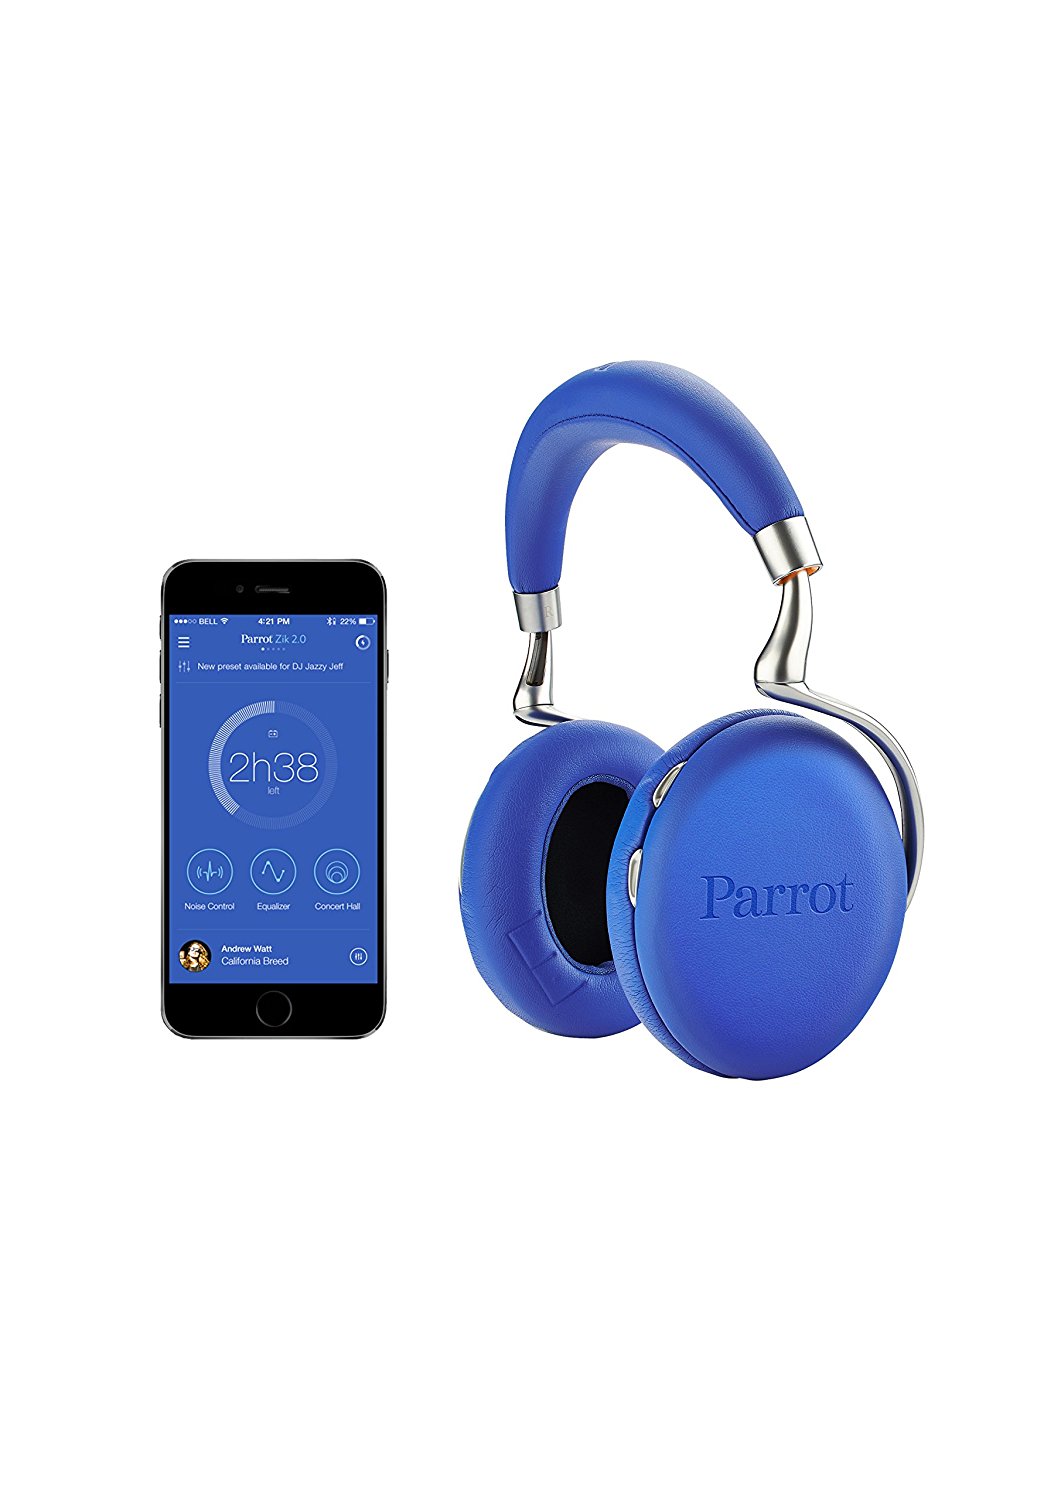 BELL 4:21 PM 22%
Parrot Zik 2.0
New preset available for DJ Jazzy Jeff
2h38
left
Noise Control Equalizer Concert Hall
Andrew Watt
California Breed
R
Parrot